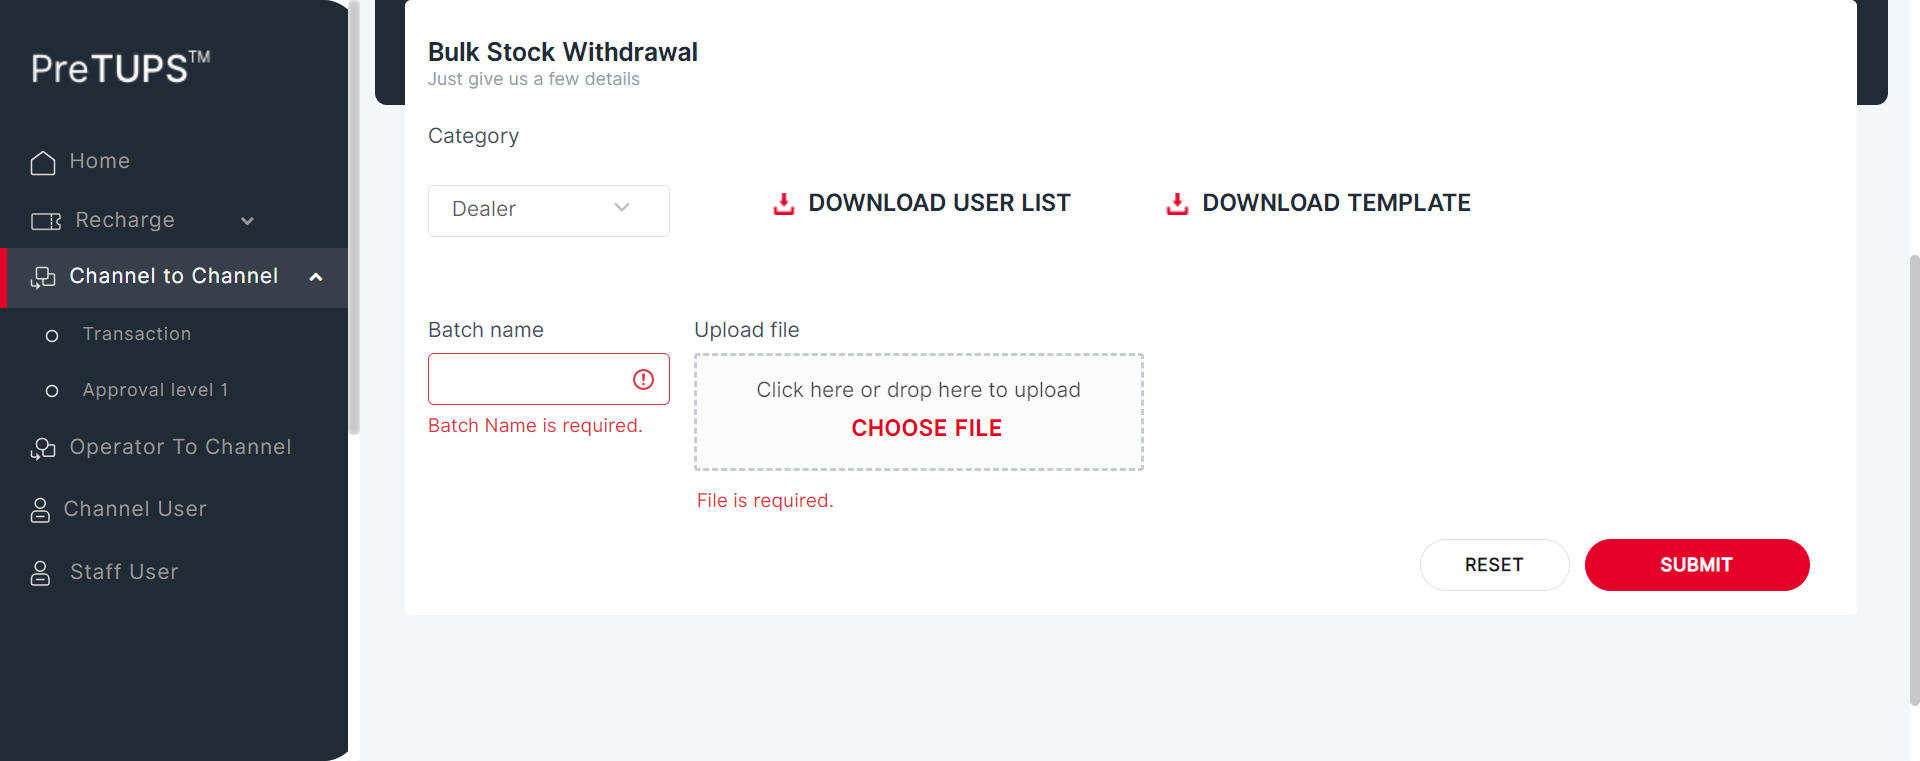 PreTUPS™
Home
Recharge
Channel to Channel
Transaction
Approval level 1
Operator To Channel
Channel User
Staff User
Bulk Stock Withdrawal
Just give us a few details
Category
Dealer
DOWNLOAD USER LIST
DOWNLOAD TEMPLATE
Batch name
Batch Name is required.
Upload file
Click here or drop here to upload
CHOOSE FILE
File is required.
RESET
SUBMIT